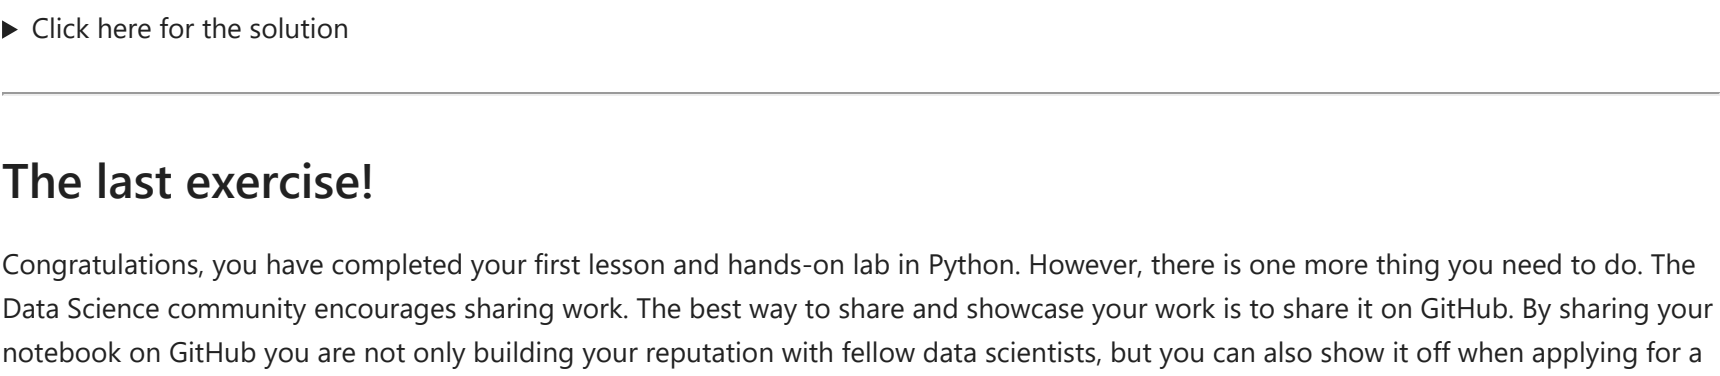 Click here for the solution
The last exercise!
Congratulations, you have completed your first lesson and hands-on lab in Python. However, there is one more thing you need to do. The
Data Science community encourages sharing work. The best way to share and showcase your work is to share it on GitHub. By sharing your
notebook on GitHub you are not only building your reputation with fellow data scientists, but you can also show it off when applying for a